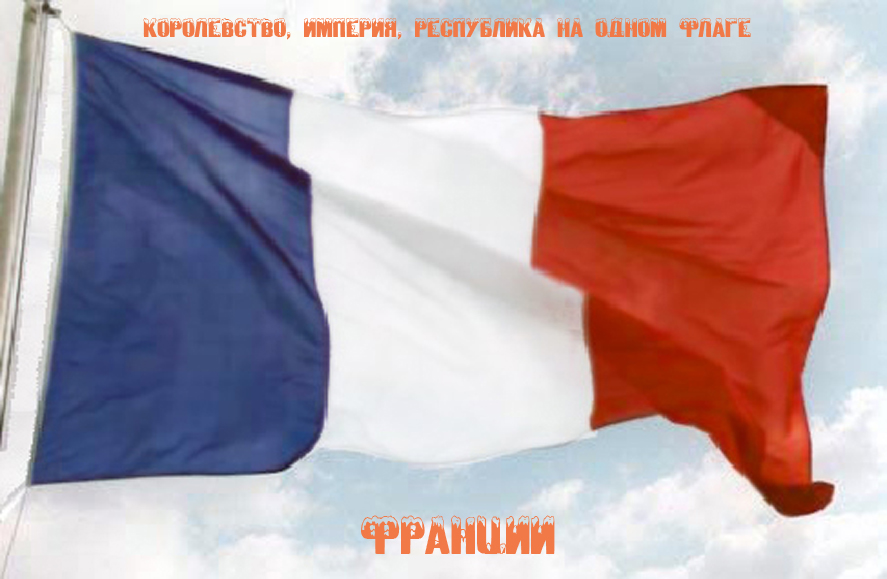 КОРОЛЕВСТВО, ИМПЕРИЯ, РЕСПУБЛИКА НА ОДНОМ ФЛАГЕ
ФРАНЦИИ